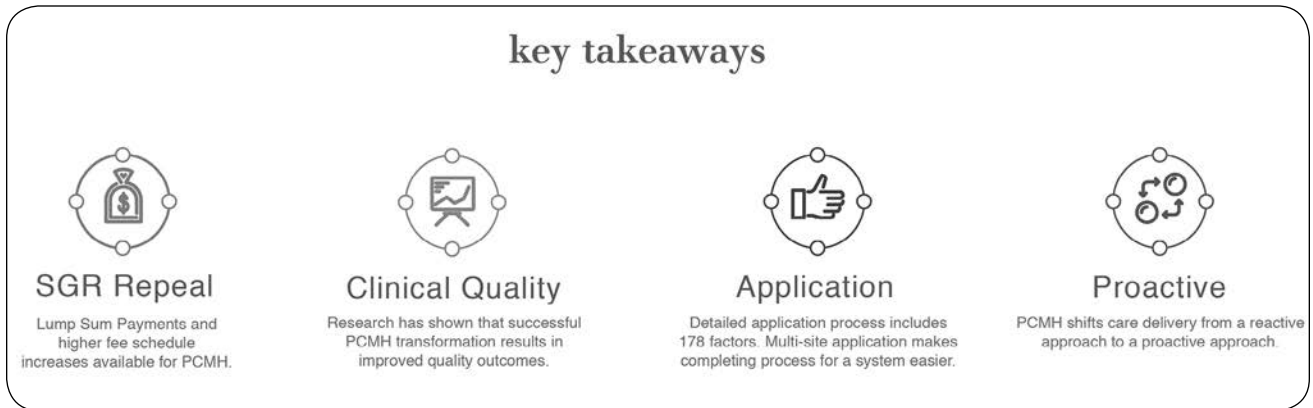 key takeaways
SGR Repeal
Lump Sum Payments and
higher fee schedule
increases available for PCMH.
Clinical Quality
Research has shown that successful
PCMH transformation results in
improved quality outcomes.
Application
Detailed application process includes
178 factors. Multi-site application makes
completing process for a system easier.
Proactive
PCMH shifts care delivery from a reactive
approach to a proactive approach.